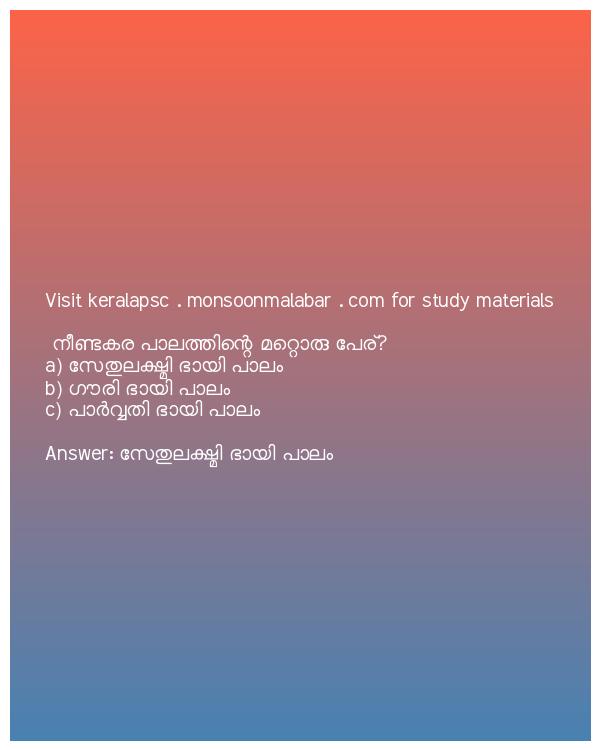 Visit keralapsc . monsoonmalabar . com for study materials
നീണ്ടകര പാലത്തിന്റെ മറ്റൊരു പേര്?
a) സേതുലക്ഷ്മി ഭായി പാലം
b) ഗൗരി ഭായി പാലം
c) പാർവ്വതി ഭായി പാലം
Answer: സേതുലക്ഷ്മി ഭായി പാലം